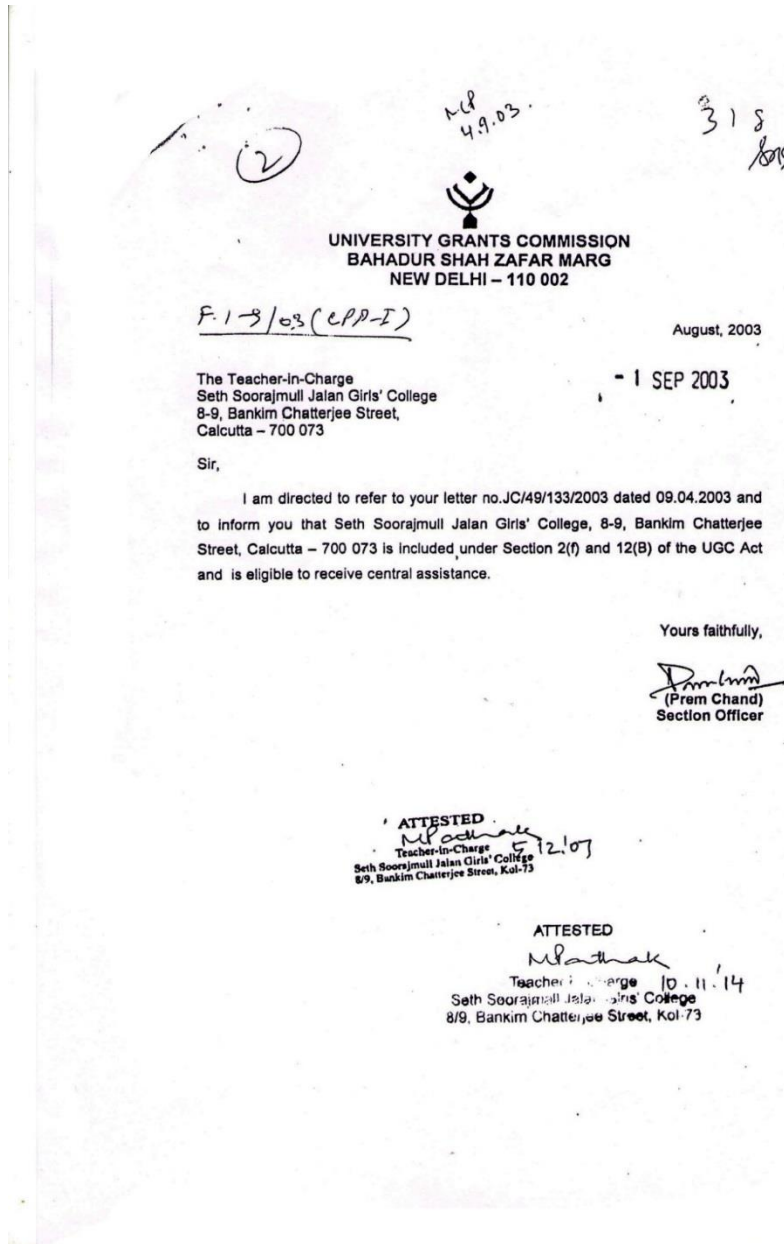 4.9.03.
318
2
UNIVERSITY GRANTS COMMISSION
BAHADUR SHAH ZAFAR MARG
NEW DELHI – 110 002
F.1-3/03(CPP-I)
August, 2003
The Teacher-in-Charge
Seth Soorajmull Jalan Girls' College
8-9, Bankim Chatterjee Street,
Calcutta – 700 073
- 1 SEP 2003
Sir,
I am directed to refer to your letter no.JC/49/133/2003 dated 09.04.2003 and
to inform you that Seth Soorajmull Jalan Girls' College, 8-9, Bankim Chatterjee
Street, Calcutta – 700 073 is included under Section 2(f) and 12(B) of the UGC Act
and is eligible to receive central assistance.
Yours faithfully,
(Prem Chand)
Section Officer
ATTESTED
MPathak
Teacher-in-Charge 5.12.07
Seth Soorajmull Jalan Girls' College
8/9, Bankim Chatterjee Street, Kol-73
ATTESTED
MPathak
Teacher 10.11.'14
Seth Soorajmull Jalan Girls' College
8/9, Bankim Chatterjee Street, Kol-73